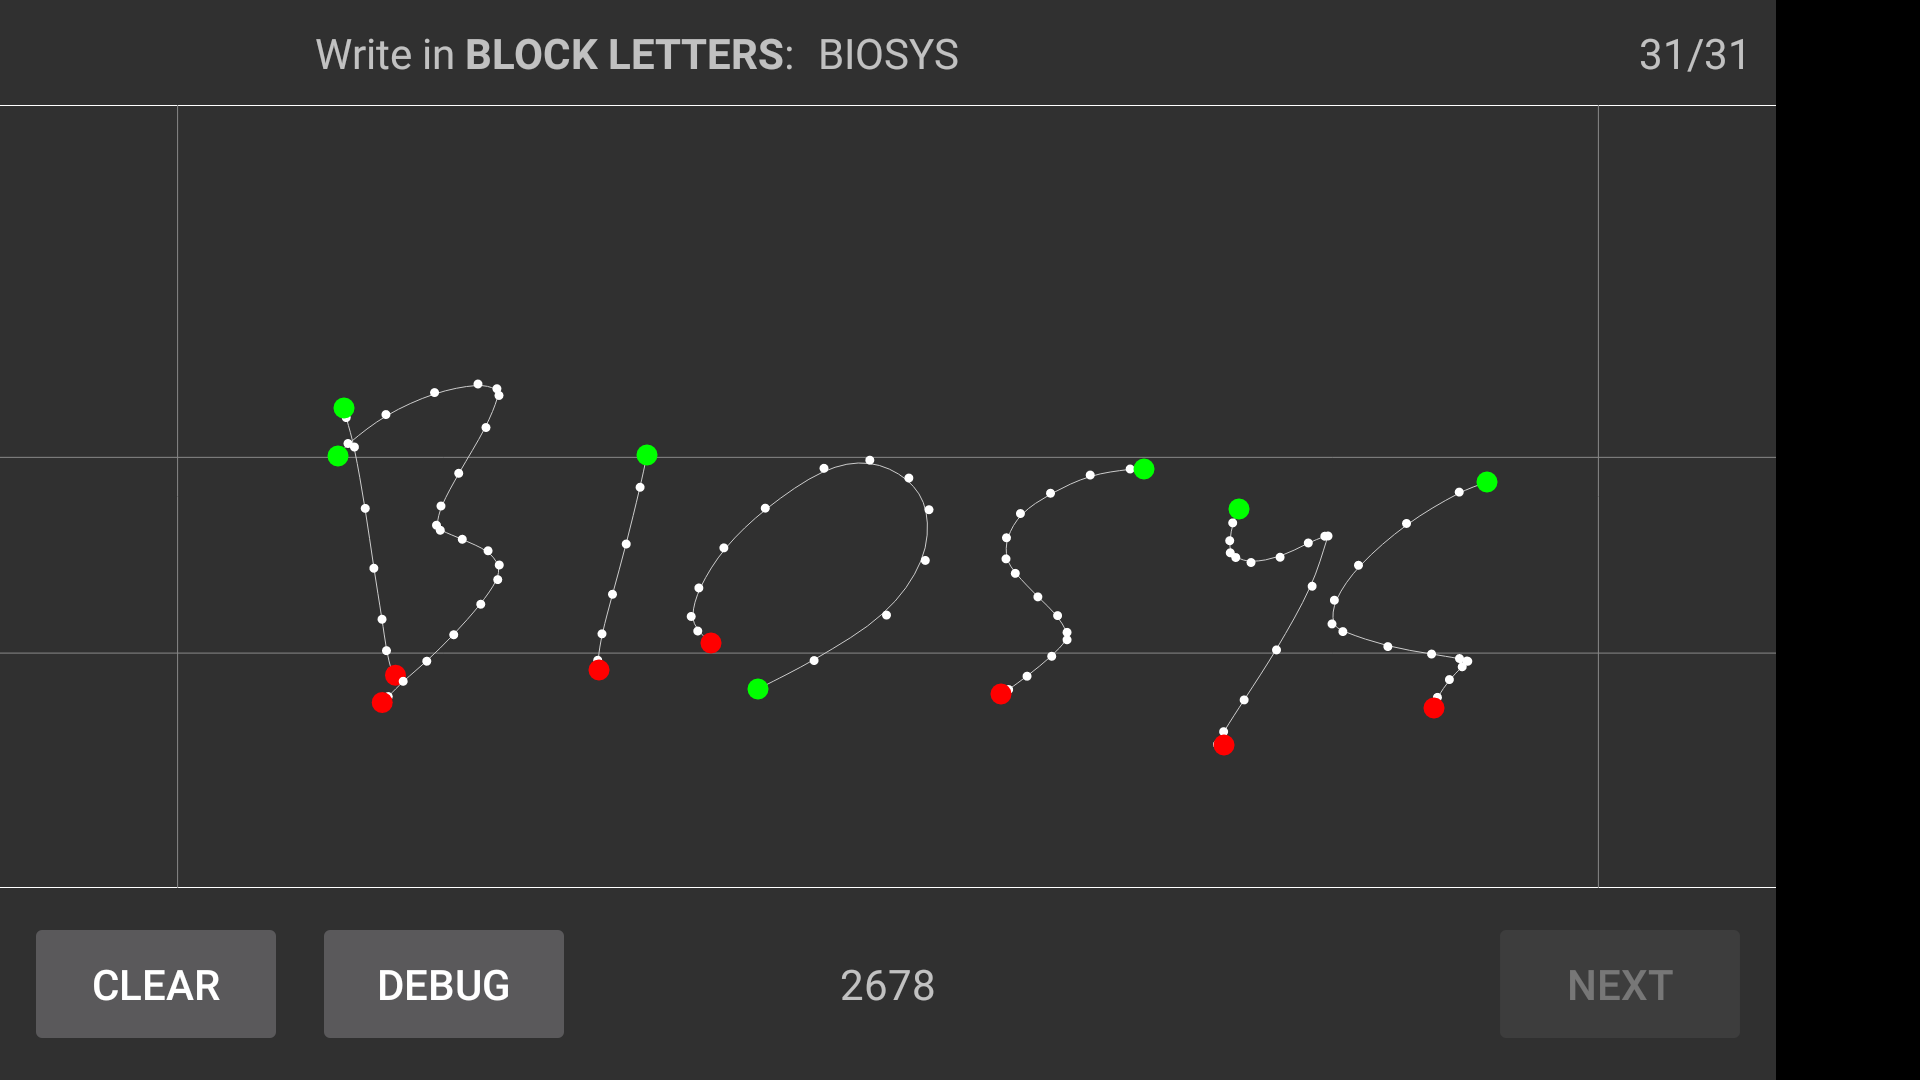 Write in BLOCK LETTERS: BIOSYS
31/31
BIOSYS
CLEAR
DEBUG
2678
NEXT